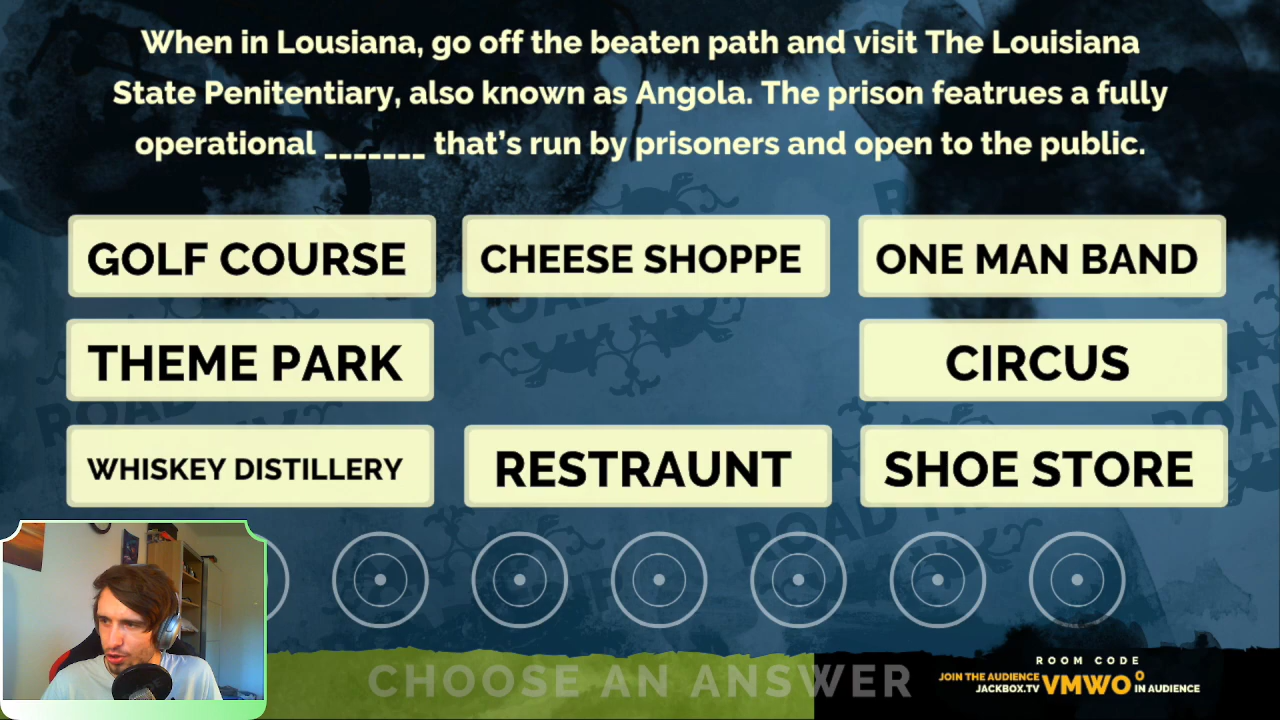 When in Lousiana, go off the beaten path and visit The Louisiana
State Penitentiary, also known as Angola. The prison featrues a fully
operational _______ that's run by prisoners and open to the public.
GOLF COURSE
CHEESE SHOPPE
ONE MAN BAND
THEME PARK
CIRCUS
WHISKEY DISTILLERY
RESTRAUNT
SHOE STORE
CHOOSE AN ANSWER
ROOM CODE
JOIN THE AUDIENCE
JACKBOX.TV
VMWO
0
IN AUDIENCE